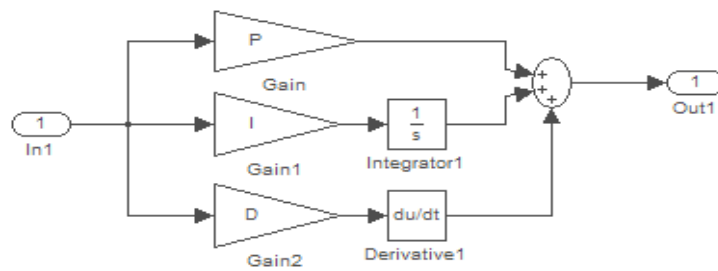 P
Gain
1
In1
I
Gain1
1
s
Integrator1
D
Gain2
du/dt
Derivative1
+
+
+
1
Out1